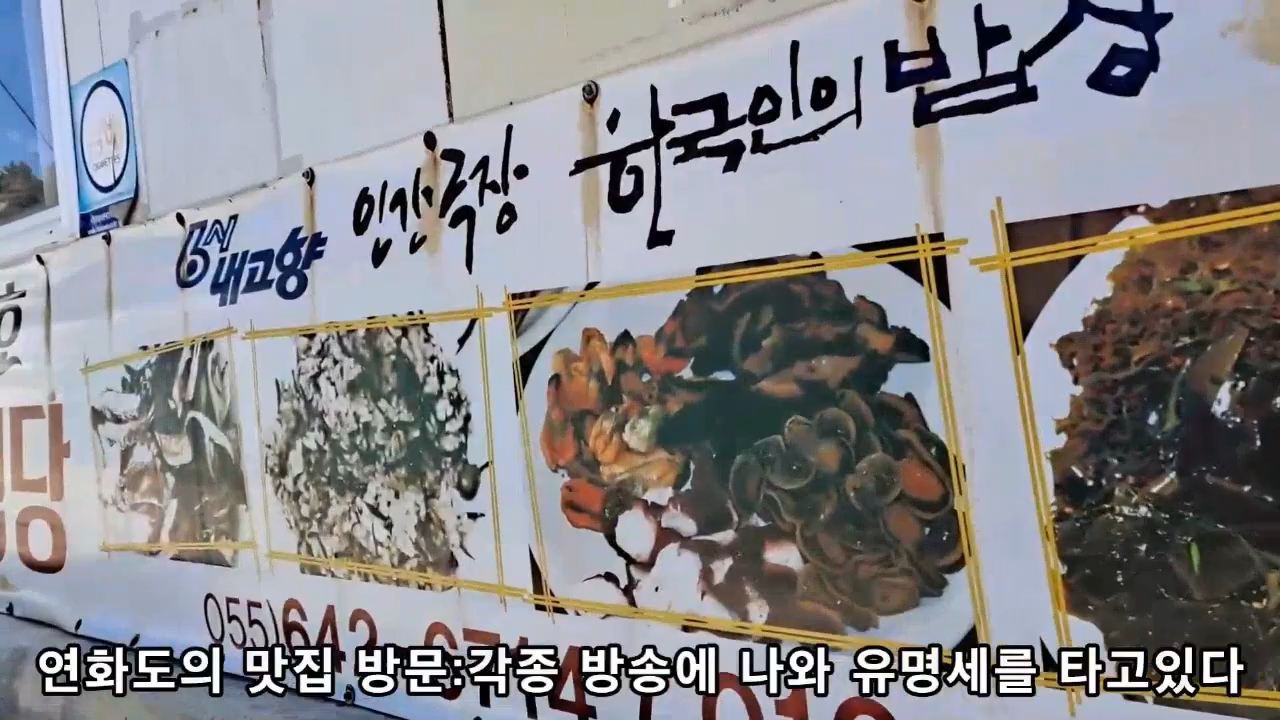 6시
내고향
인간극장
한국인의 밥상
055)642
연화도의 맛집 방문:각종 방송에 나와 유명세를 타고있다